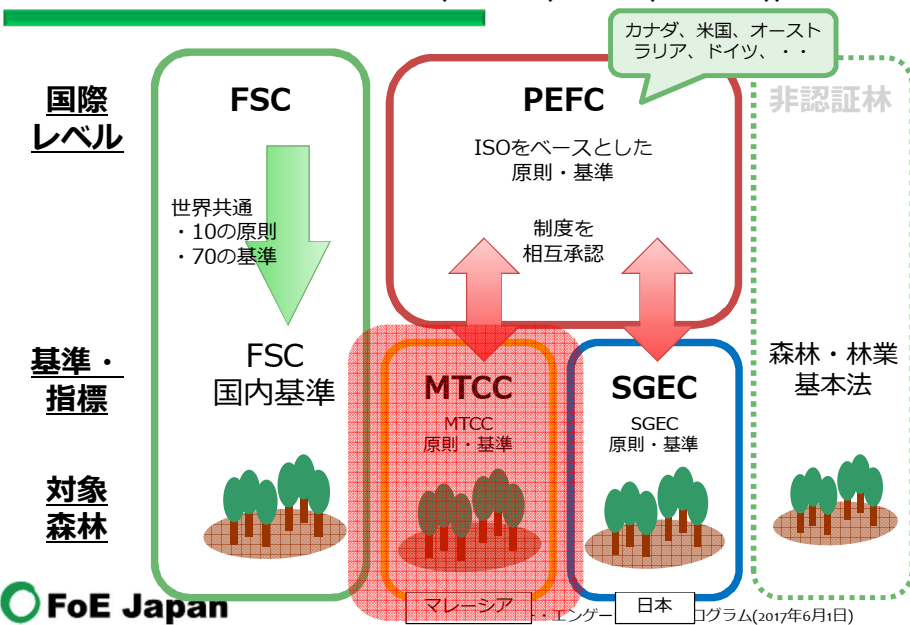 カナダ、米国、オースト
ラリア、ドイツ、・・
国際
レベル
FSC
PEFC
非認証林
ISOをベースとした
原則・基準
世界共通
・10の原則
・70の基準
制度を
相互承認
基準・
指標
FSC
国内基準
MTCC
MTCC
原則・基準
SGEC
SGEC
原則・基準
森林・林業
基本法
対象
森林
FoE Japan
マレーシア
・エンゲー
日本
ログラム(2017年6月1日)